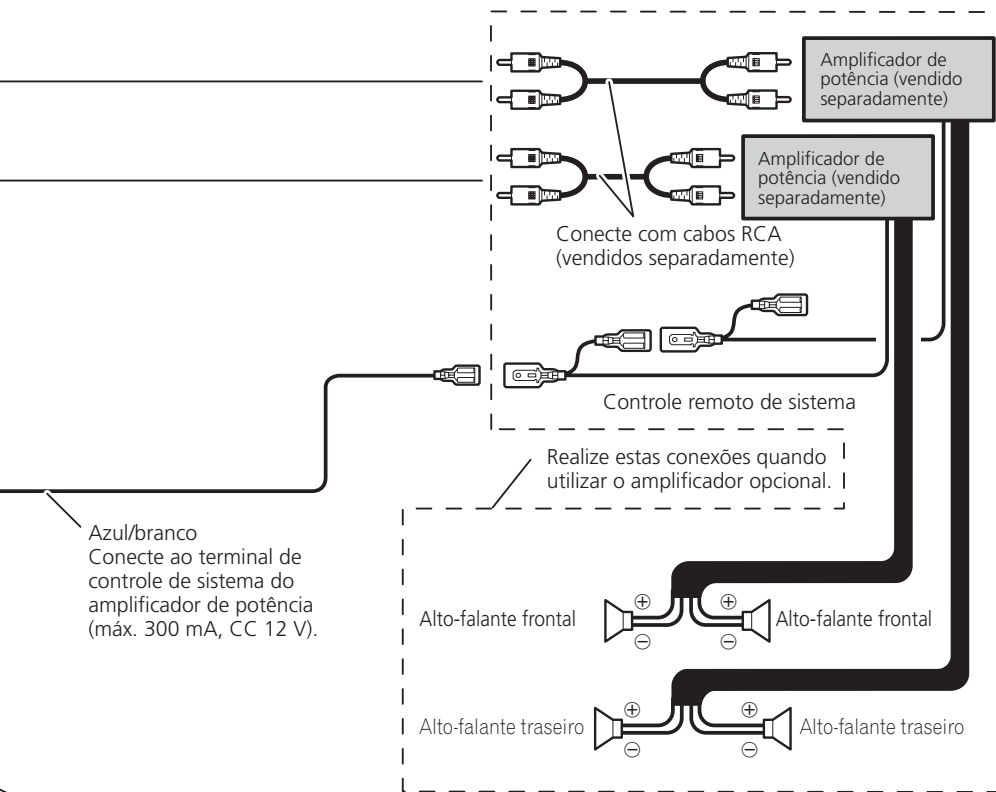 Amplificador de
potência (vendido
separadamente)
Amplificador de
potência (vendido
separadamente)
Conecte com cabos RCA
(vendidos separadamente)
Controle remoto de sistema
Realize estas conexões quando
utilizar o amplificador opcional.
Azul/branco
Conecte ao terminal de
controle de sistema do
amplificador de potência
(máx. 300 mA, CC 12 V).
Alto-falante frontal
⊕
⊖
⊕
⊖
Alto-falante frontal
Alto-falante traseiro
⊕
⊖
⊕
⊖
Alto-falante traseiro